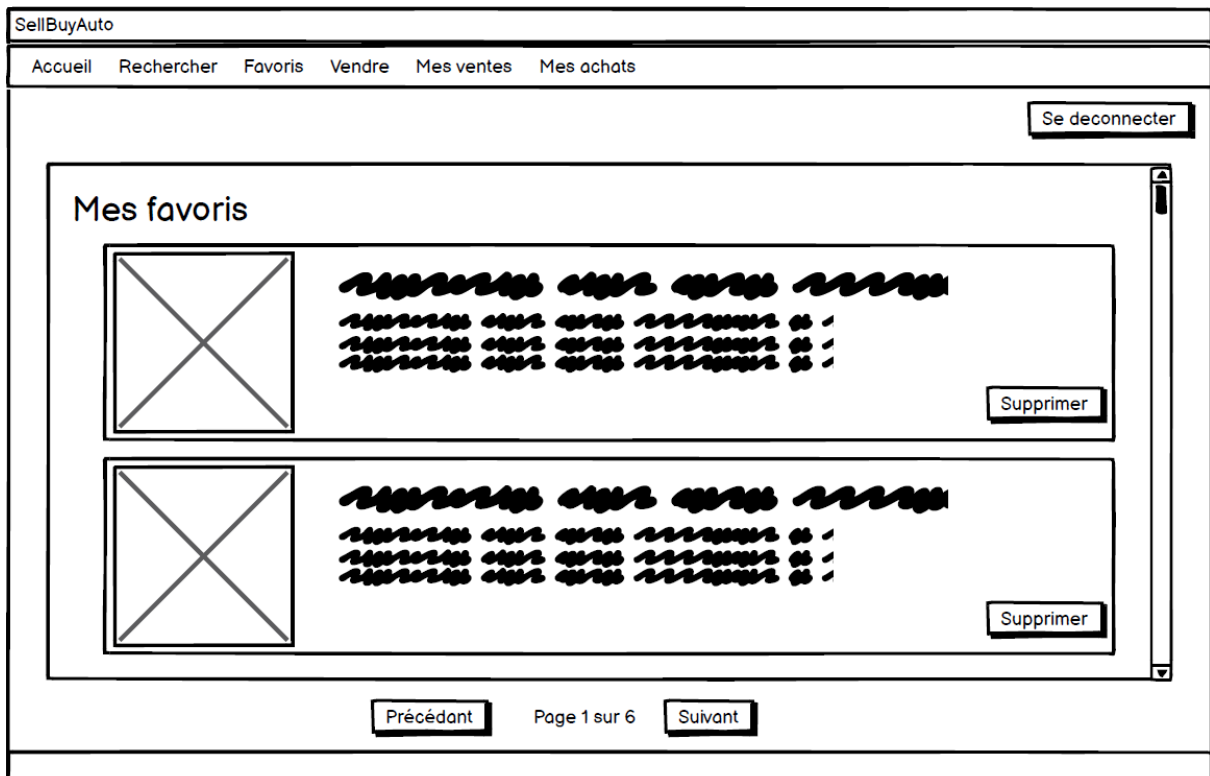 SellBuyAuto
Accueil Rechercher Favoris Vendre Mes ventes Mes achats
Se deconnecter
Mes favoris
Supprimer
Supprimer
Précédant Page 1 sur 6 Suivant